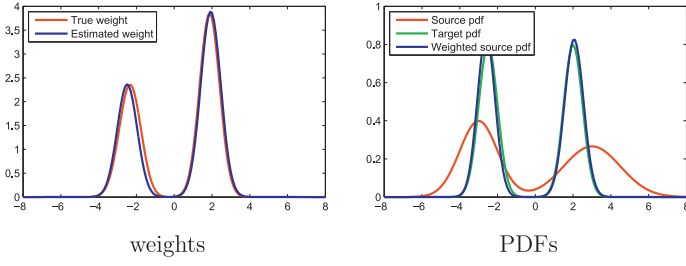 4
3.5
3
2.5
2
1.5
1
0.5
0
−8 −6 −4 −2 0 2 4 6 8
True weight
Estimated weight
weights
1
0.8
0.6
0.4
0.2
0
−8 −6 −4 −2 0 2 4 6 8
Source pdf
Target pdf
Weighted source pdf
PDFs